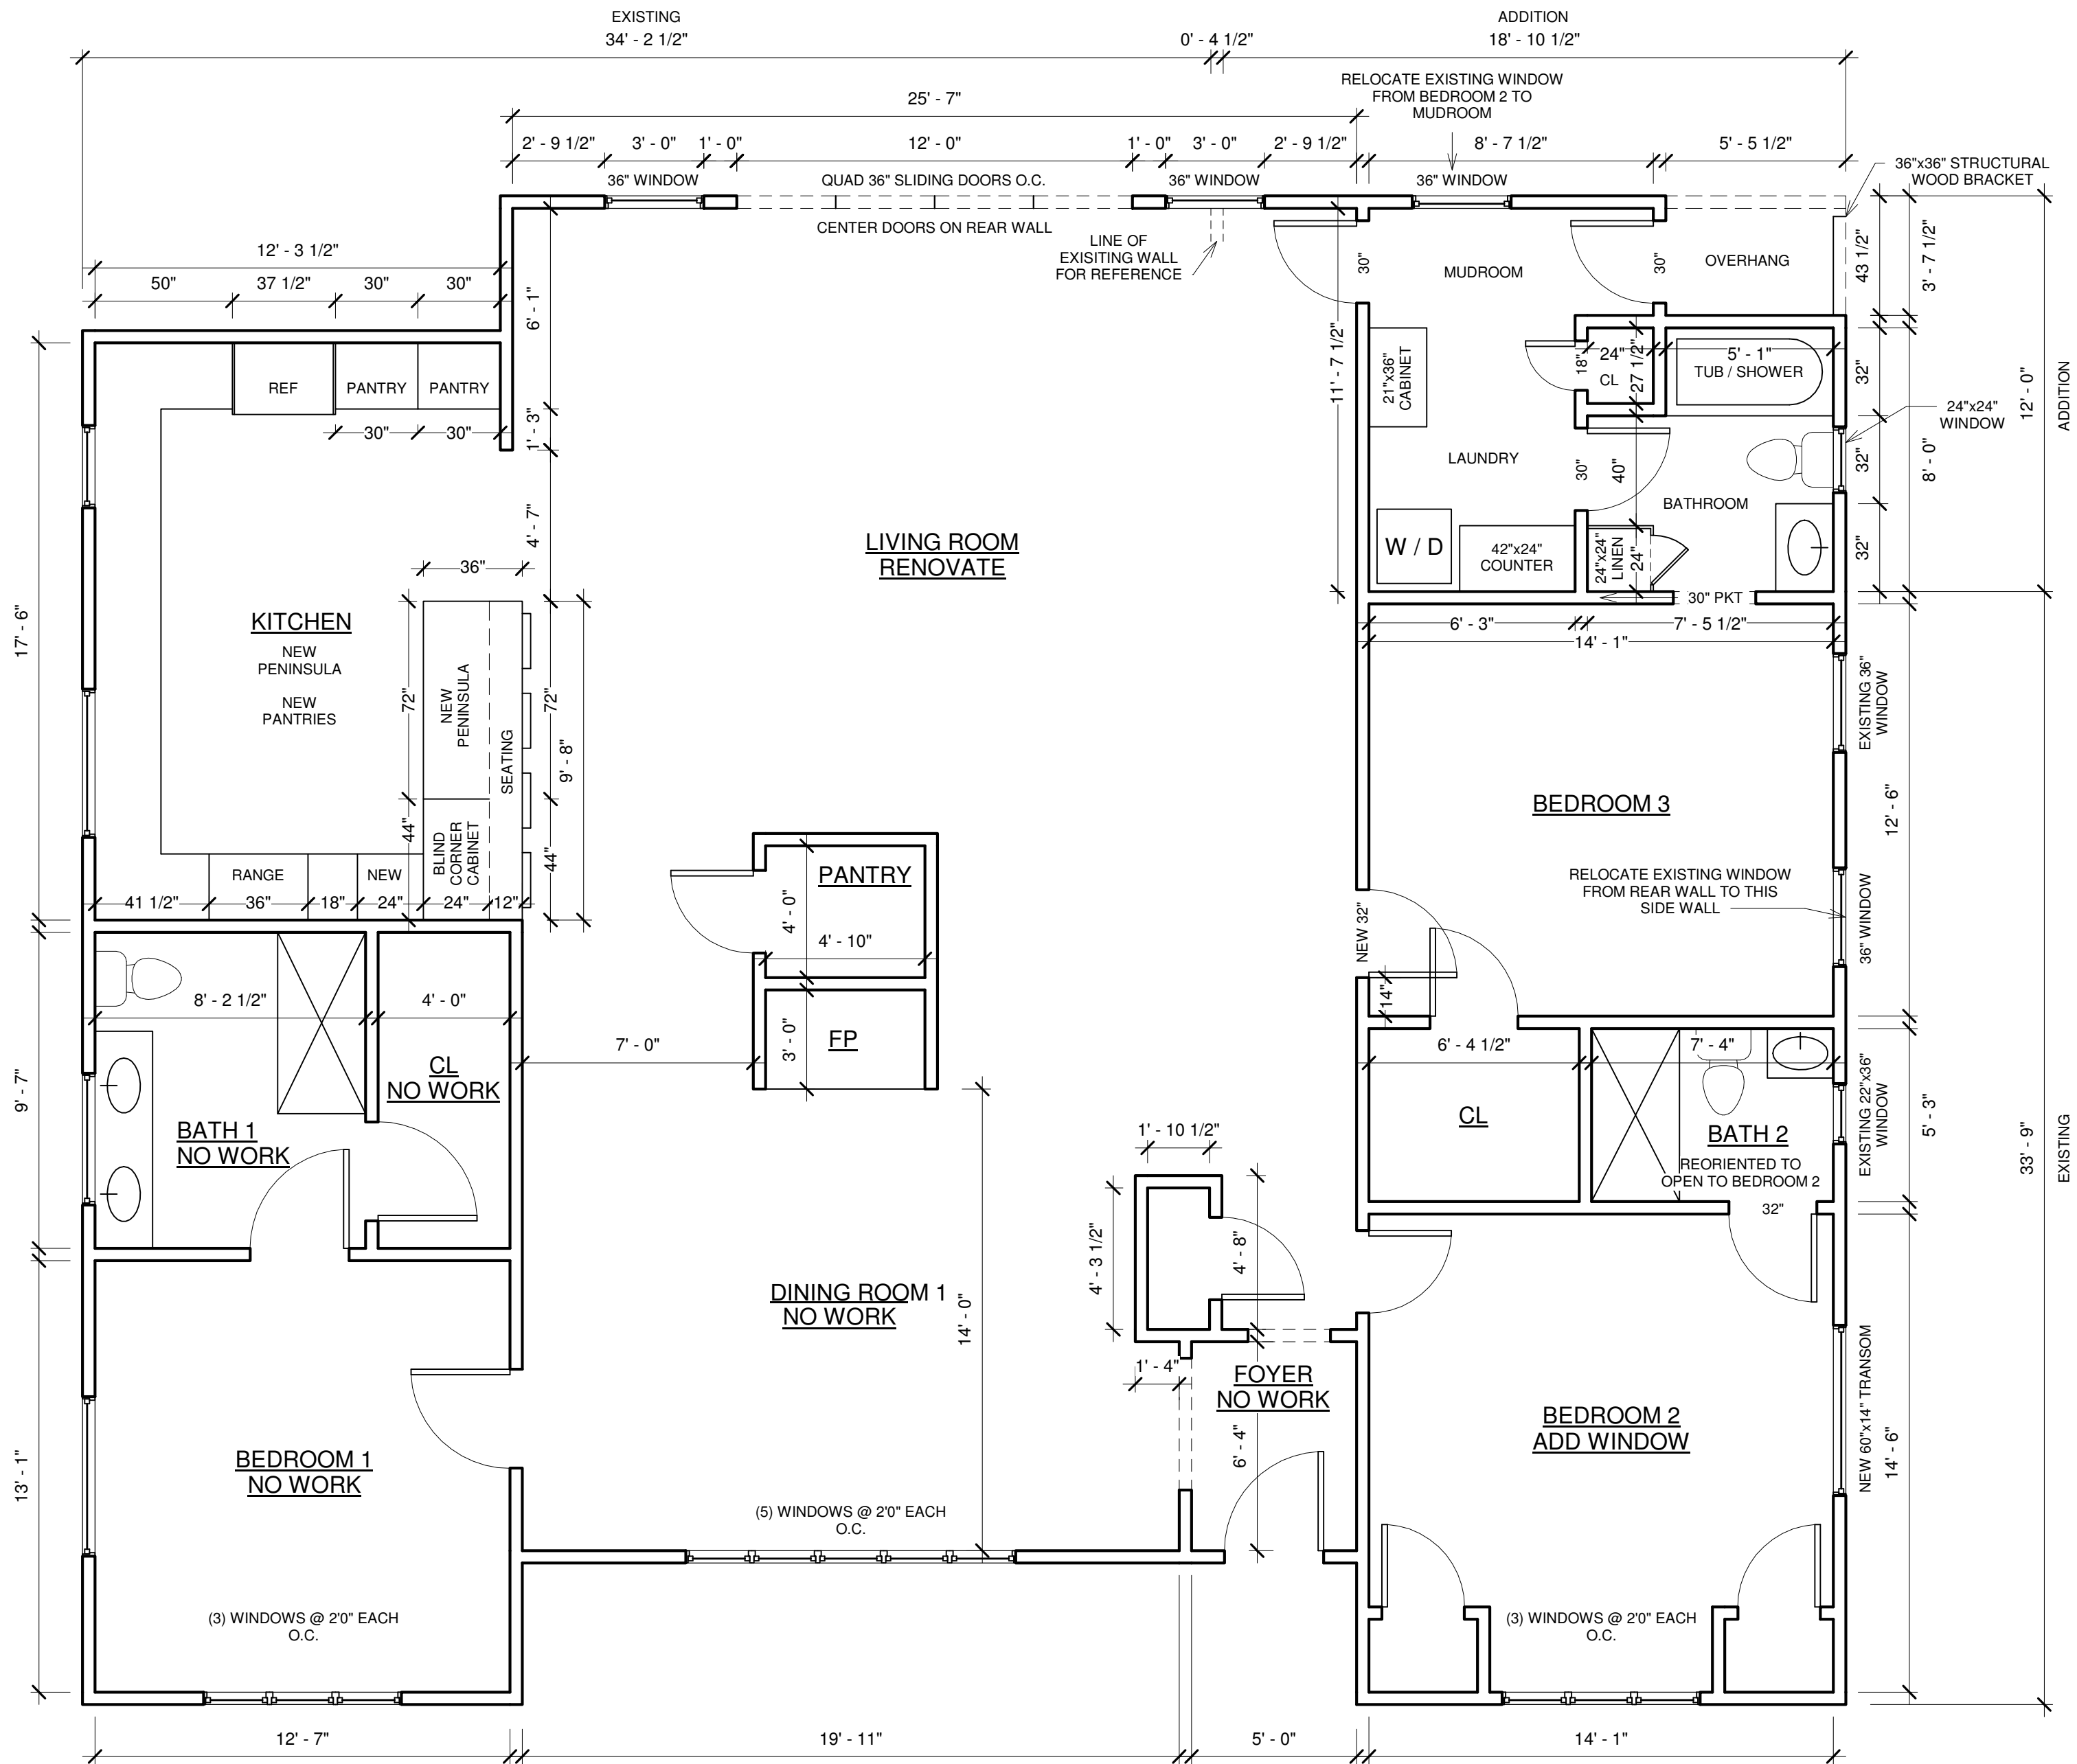 EXISTING
34' - 2 1/2"
0' - 4 1/2"
ADDITION
18' - 10 1/2"
RELOCATE EXISTING WINDOW
FROM BEDROOM 2 TO
MUDROOM
25' - 7"
2' - 9 1/2"
3' - 0"
1' - 0"
12' - 0"
1' - 0"
3' - 0"
2' - 9 1/2"
8' - 7 1/2"
5' - 5 1/2"
36"x36" STRUCTURAL
WOOD BRACKET
36" WINDOW
QUAD 36" SLIDING DOORS O.C.
36" WINDOW
36" WINDOW
CENTER DOORS ON REAR WALL
LINE OF
EXISITING WALL
FOR REFERENCE
12' - 3 1/2"
50"
37 1/2"
30"
30"
6' - 1"
30"
MUDROOM
30"
OVERHANG
43 1/2"
3' - 7 1/2"
11' - 7 1/2"
21"x36"
CABINET
18"
24"
CL
27 1/2"
5' - 1"
TUB / SHOWER
32"
12' - 0"
ADDITION
REF
PANTRY
PANTRY
30"
30"
1' - 3"
24"x24"
WINDOW
LAUNDRY
30"
40"
BATHROOM
32"
8' - 0"
4' - 7"
LIVING ROOM
RENOVATE
W / D
42"x24"
COUNTER
24"x24"
LINEN
24"
32"
36"
30" PKT
17' - 6"
KITCHEN
NEW
PENINSULA
NEW
PANTRIES
6' - 3"
7' - 5 1/2"
14' - 1"
72"
NEW
PENINSULA
SEATING
72"
9' - 8"
EXISTING 36"
WINDOW
BEDROOM 3
12' - 6"
44"
BLIND
CORNER
CABINET
44"
RANGE
NEW
41 1/2"
36"
18"
24"
24"
12"
PANTRY
4' - 0"
4' - 10"
RELOCATE EXISTING WINDOW
FROM REAR WALL TO THIS
SIDE WALL
NEW 32"
36" WINDOW
14"
8' - 2 1/2"
4' - 0"
9' - 7"
CL
NO WORK
7' - 0"
3' - 0"
FP
6' - 4 1/2"
7' - 4"
BATH 1
NO WORK
1' - 10 1/2"
CL
BATH 2
REORIENTED TO
OPEN TO BEDROOM 2
32"
EXISTING 22"x36"
WINDOW
5' - 3"
33' - 9"
EXISTING
4' - 3 1/2"
4' - 8"
DINING ROOM 1
NO WORK
14' - 0"
1' - 4"
FOYER
NO WORK
6' - 4"
BEDROOM 2
ADD WINDOW
NEW 60"x14" TRANSOM
14' - 6"
13' - 1"
BEDROOM 1
NO WORK
(5) WINDOWS @ 2'0" EACH
O.C.
(3) WINDOWS @ 2'0" EACH
O.C.
(3) WINDOWS @ 2'0" EACH
O.C.
12' - 7"
19' - 11"
5' - 0"
14' - 1"